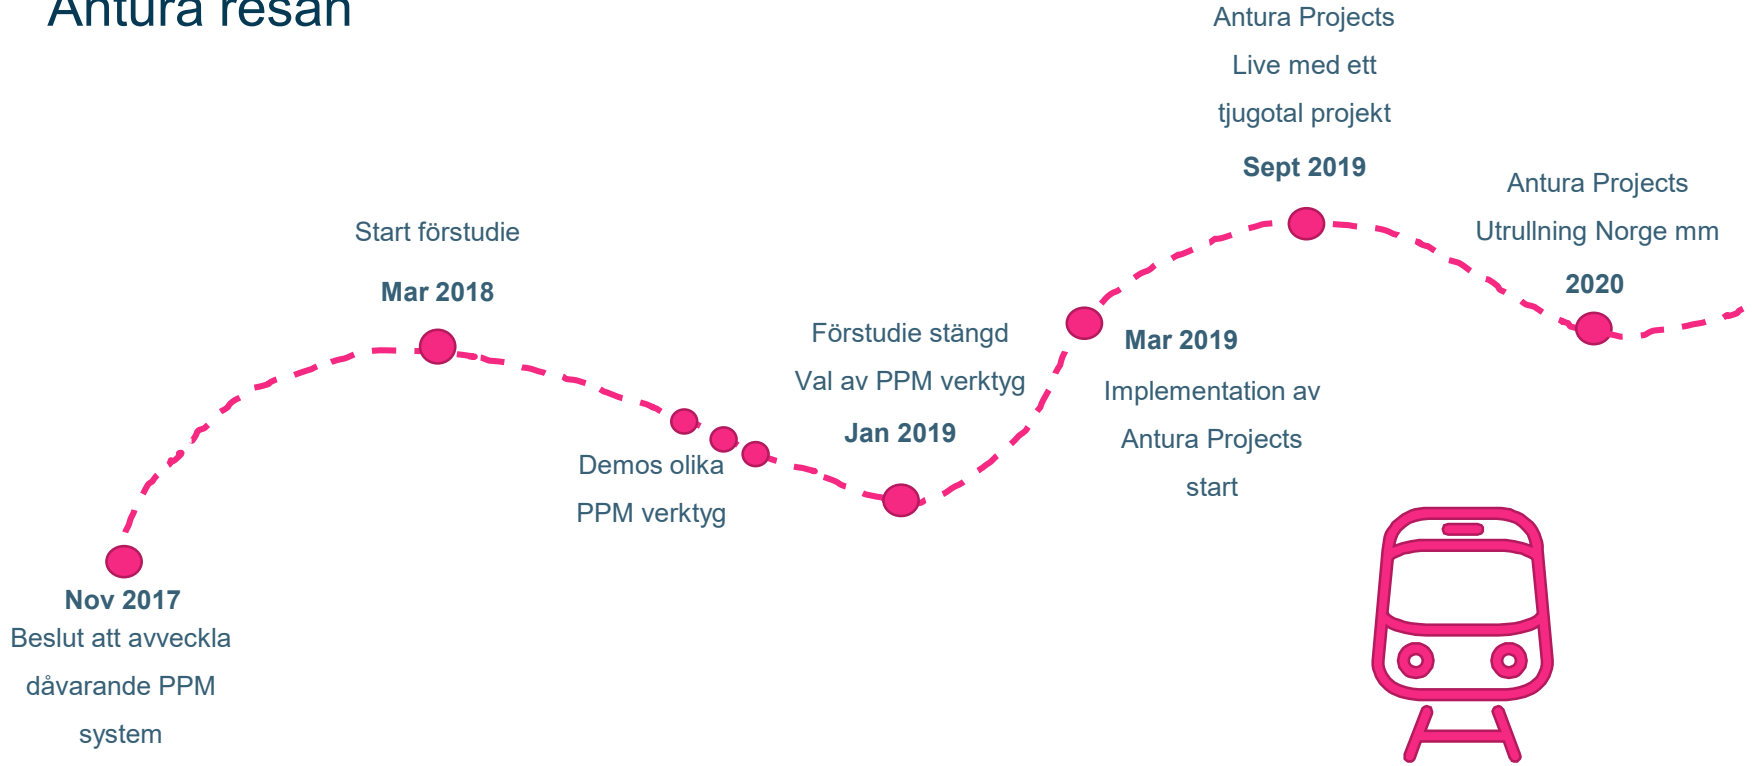 Antura resan
Nov 2017
Beslut att avveckla
dåvarande PPM
system
Start förstudie
Mar 2018
Demos olika
PPM verktyg
Förstudie stängd
Val av PPM verktyg
Jan 2019
Mar 2019
Implementation av
Antura Projects
start
Antura Projects
Live med ett
tjugotal projekt
Sept 2019
Antura Projects
Utrullning Norge mm
2020